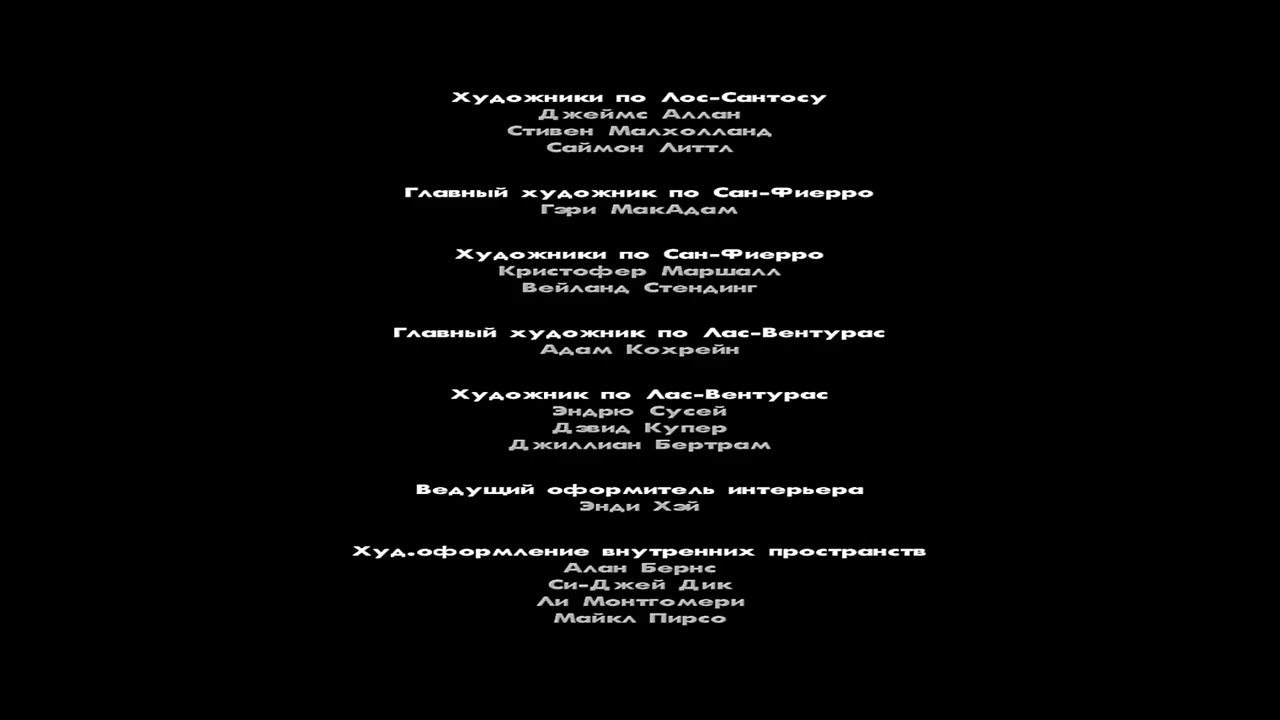 Художники по Лос-Сантосу
Джеймс Аллан
Стивен Малхолланд
Саймон Литтл
Главный художник по Сан-Фиерро
Гэри МакАдам
Художники по Сан-Фиерро
Кристофер Маршалл
Вейланд Стендинг
Главный художник по Лас-Вентурас
Адам Кохрейн
Художник по Лас-Вентурас
Эндрю Сусей
Дэвид Купер
Джиллиан Бертрам
Ведущий оформитель интерьера
Энди Хэй
Худ.оформление внутренних пространств
Алан Бернс
Си-Джей Дик
Ли Монтгомери
Майкл Пирсо